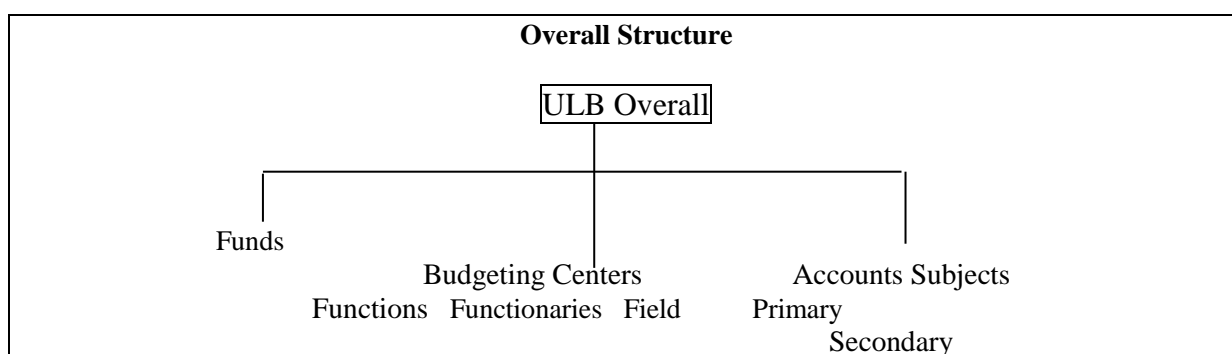 Overall Structure
ULB Overall
Funds
Budgeting Centers Accounts Subjects
Functions Functionaries Field Primary
Secondary